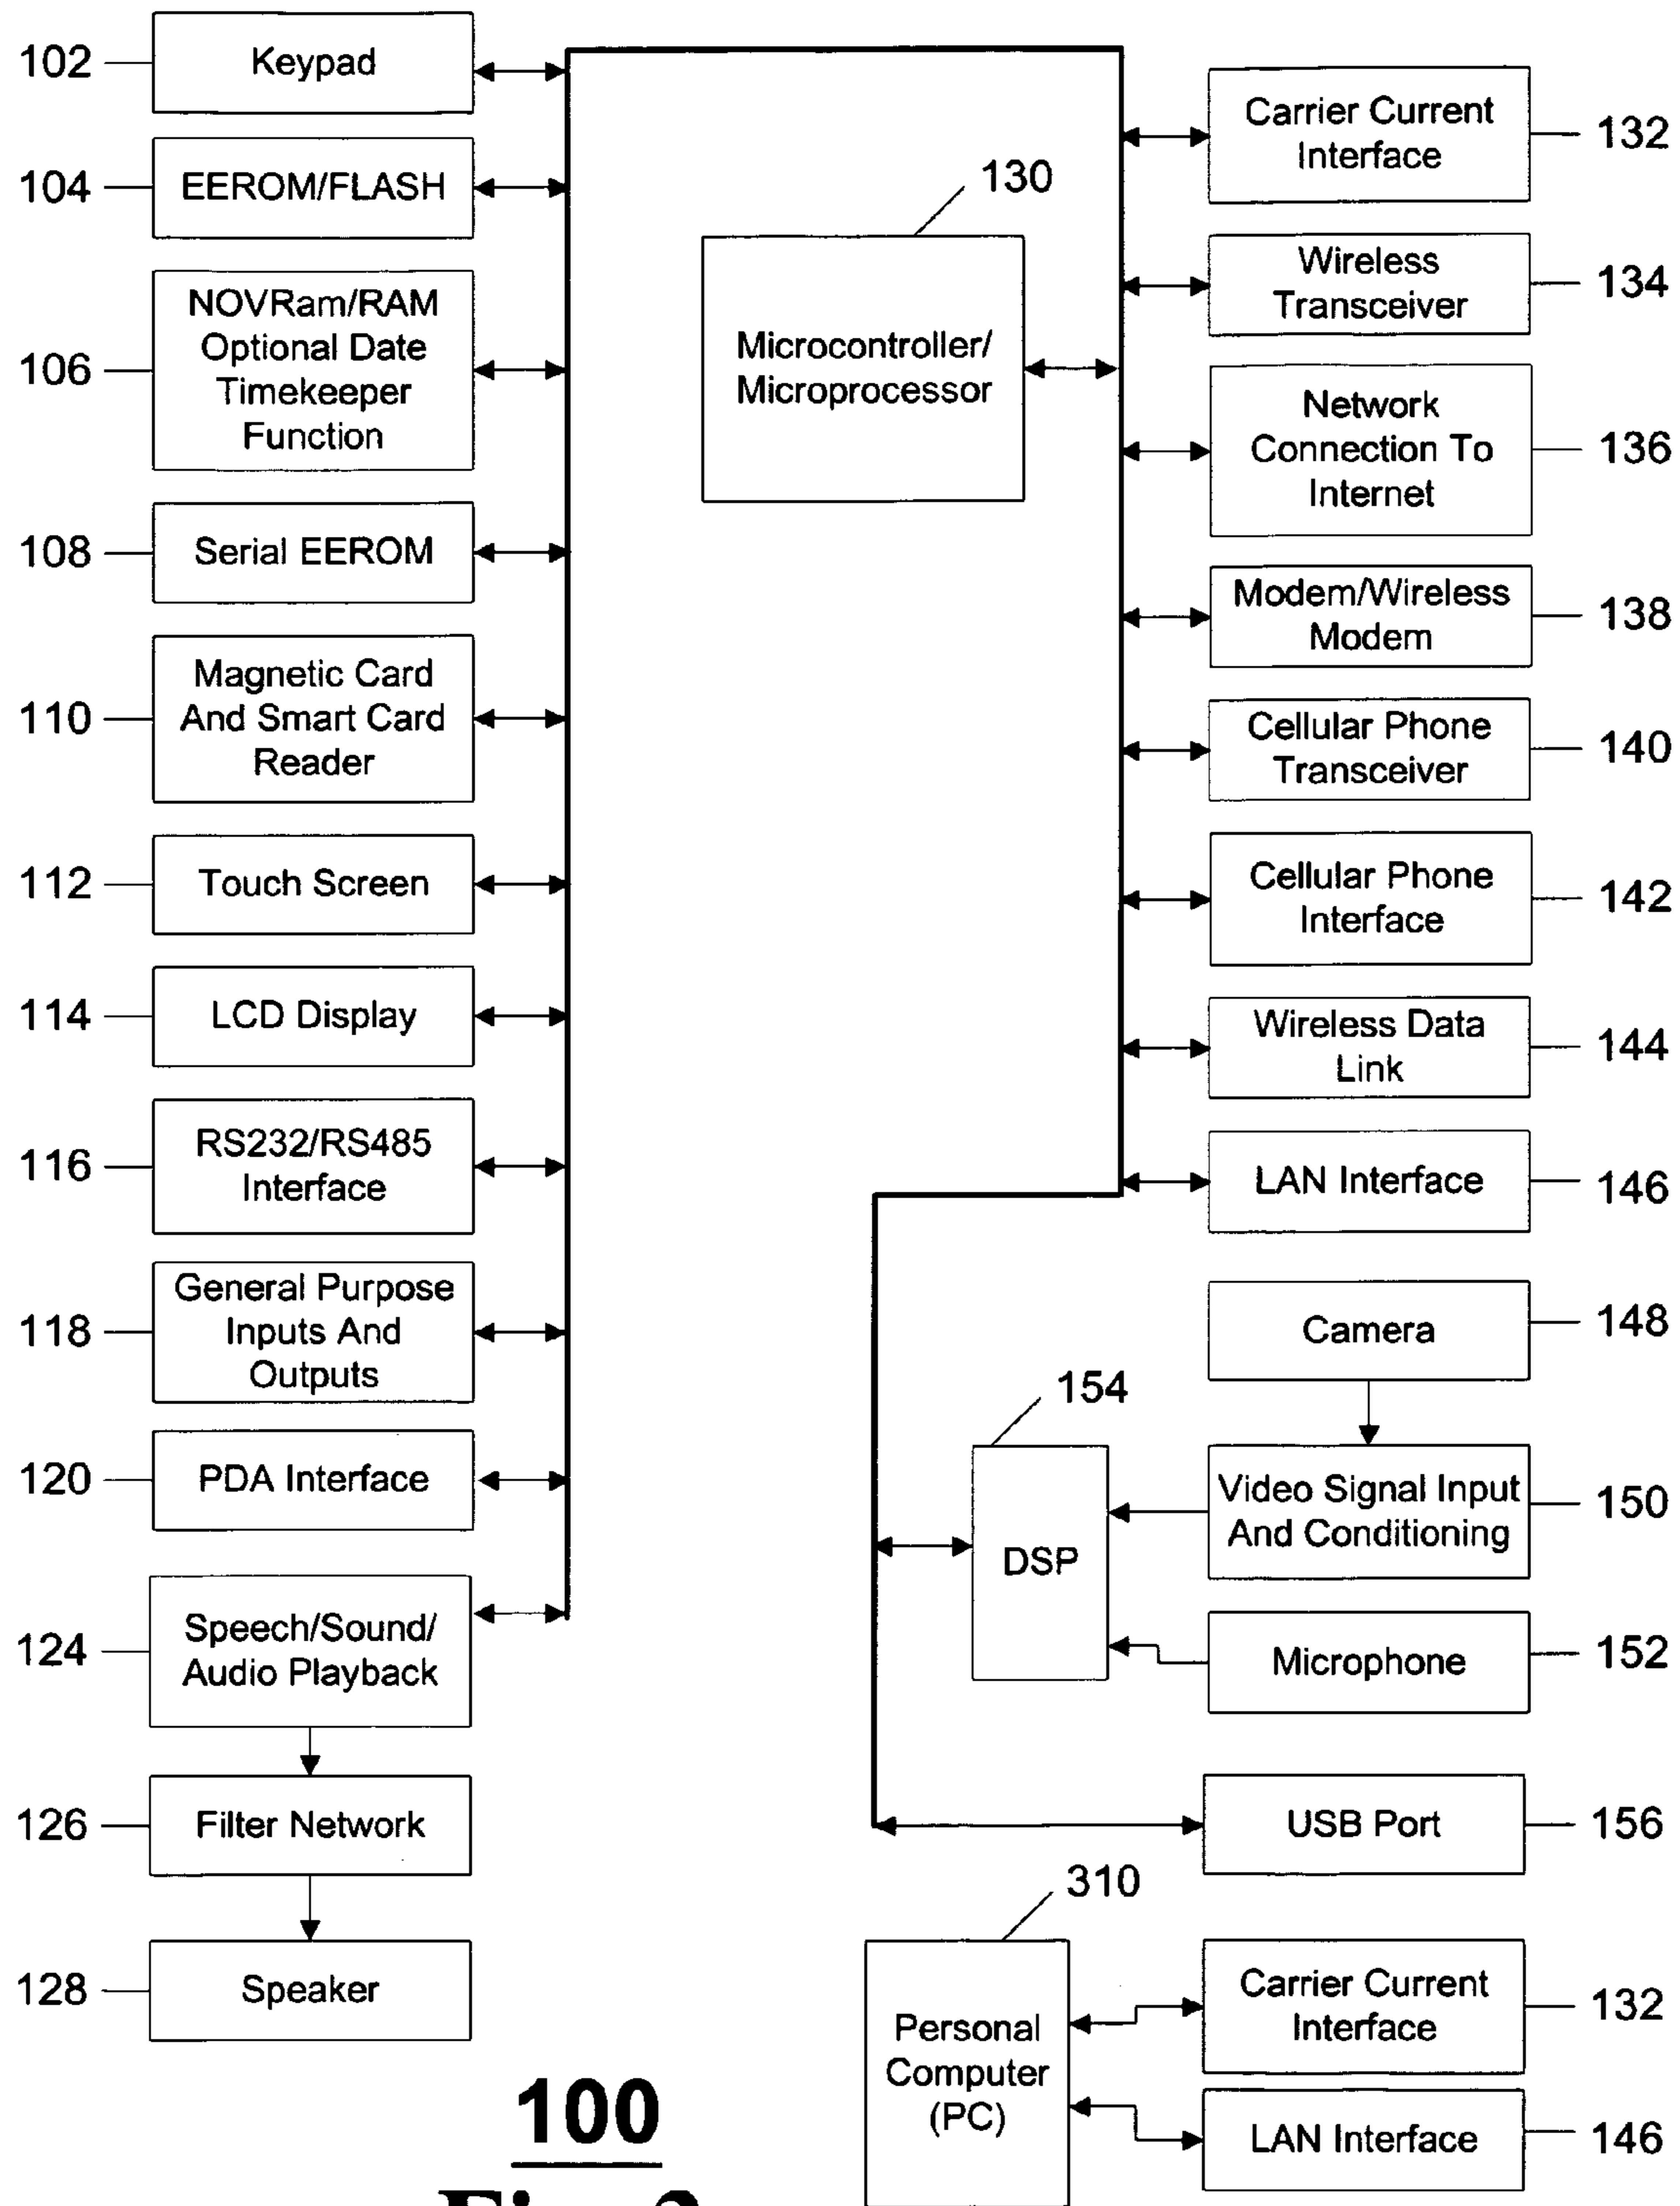 102
Keypad
104
EEROM/FLASH
106
NOVRam/RAM
Optional Date
Timekeeper
Function
108
Serial EEROM
110
Magnetic Card
And Smart Card
Reader
112
Touch Screen
114
LCD Display
116
RS232/RS485
Interface
118
General Purpose
Inputs And
Outputs
120
PDA Interface
124
Speech/Sound/
Audio Playback
126
Filter Network
128
Speaker
130
Microcontroller/
Microprocessor
Carrier Current
Interface
132
Wireless
Transceiver
134
Network
Connection To
Internet
136
Modem/Wireless
Modem
138
Cellular Phone
Transceiver
140
Cellular Phone
Interface
142
Wireless Data
Link
144
LAN Interface
146
Camera
148
154
DSP
Video Signal Input
And Conditioning
150
Microphone
152
USB Port
156
310
Personal
Computer
(PC)
Carrier Current
Interface
132
LAN Interface
146
100
Fig.